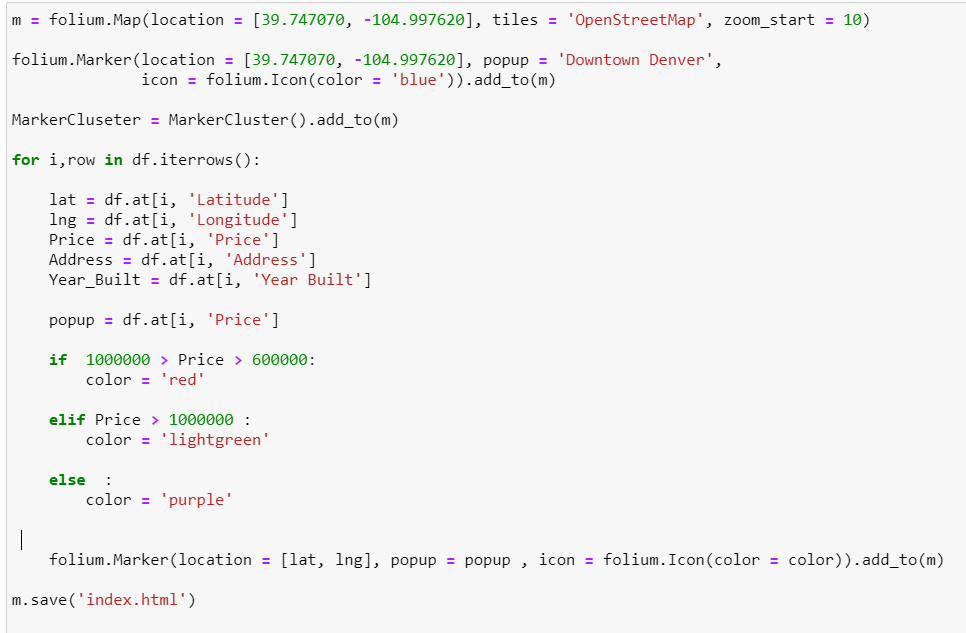 m = folium.Map(location = [39.747070, -104.997620], tiles = 'OpenStreetMap', zoom_start = 10)
folium.Marker(location = [39.747070, -104.997620], popup = 'Downtown Denver',
icon = folium.Icon(color = 'blue')).add_to(m)
MarkerCluseter = MarkerCluster().add_to(m)
for i,row in df.iterrows():
lat = df.at[i, 'Latitude']
lng = df.at[i, 'Longitude']
Price = df.at[i, 'Price']
Address = df.at[i, 'Address']
Year_Built = df.at[i, 'Year Built']
popup = df.at[i, 'Price']
if  1000000 > Price > 600000:
color = 'red'
elif Price > 1000000 :
color = 'lightgreen'
else  :
color = 'purple'
folium.Marker(location = [lat, lng], popup = popup , icon = folium.Icon(color = color)).add_to(m)
m.save('index.html')